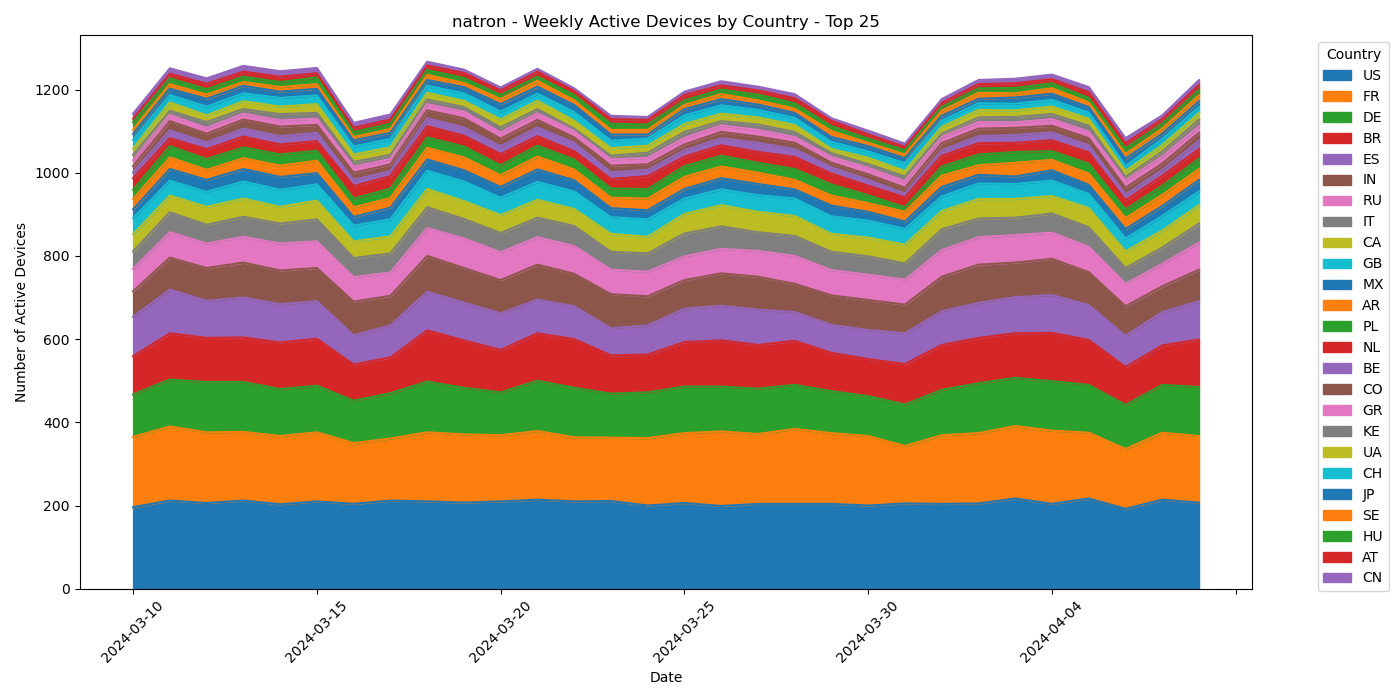 natron - Weekly Active Devices by Country - Top 25
Number of Active Devices
1200
1000
800
600
400
200
0
2024-03-10
2024-03-15
2024-03-20
2024-03-25
2024-03-30
2024-04-04
Date
Country
US
FR
DE
BR
ES
IN
RU
IT
CA
GB
MX
AR
PL
NL
BE
CO
GR
KE
UA
CH
JP
SE
HU
AT
CN